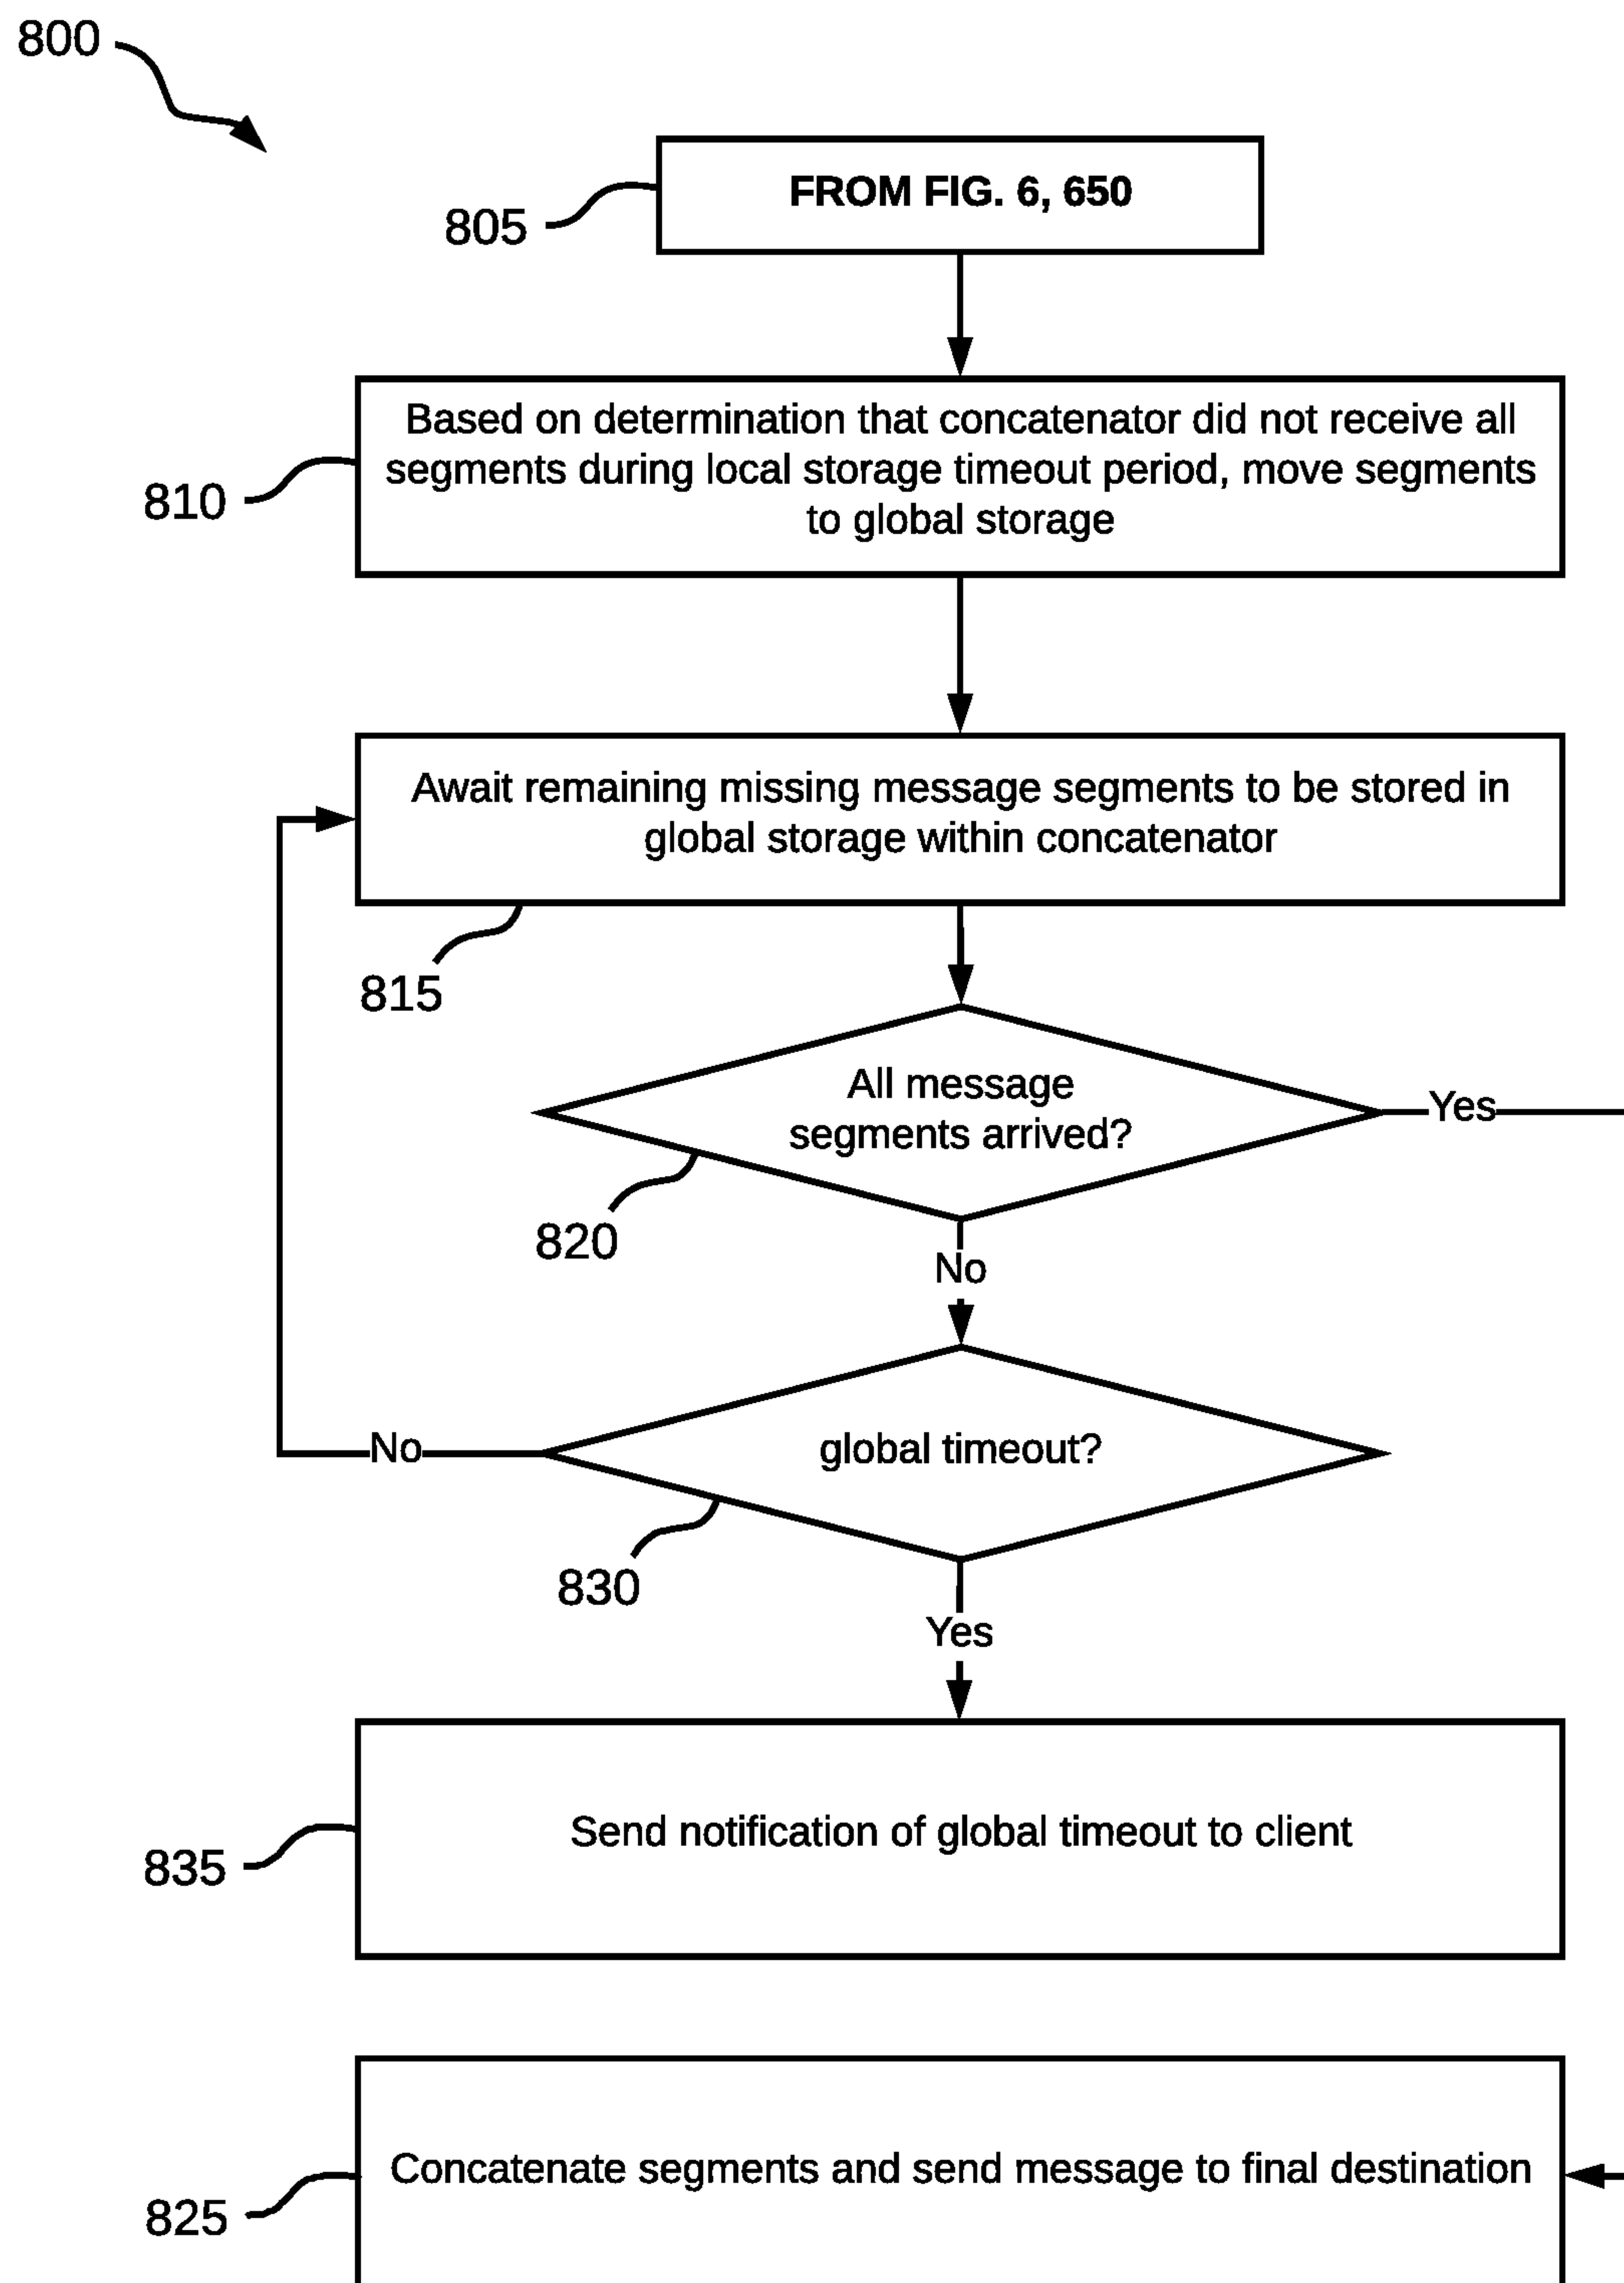 800
FROM FIG. 6, 650
805
Based on determination that concatenator did not receive all
segments during local storage timeout period, move segments
to global storage
810
Await remaining missing message segments to be stored in
global storage within concatenator
815
All message
segments arrived?
Yes
820
No
global timeout?
No
830
Yes
Send notification of global timeout to client
835
Concatenate segments and send message to final destination
825